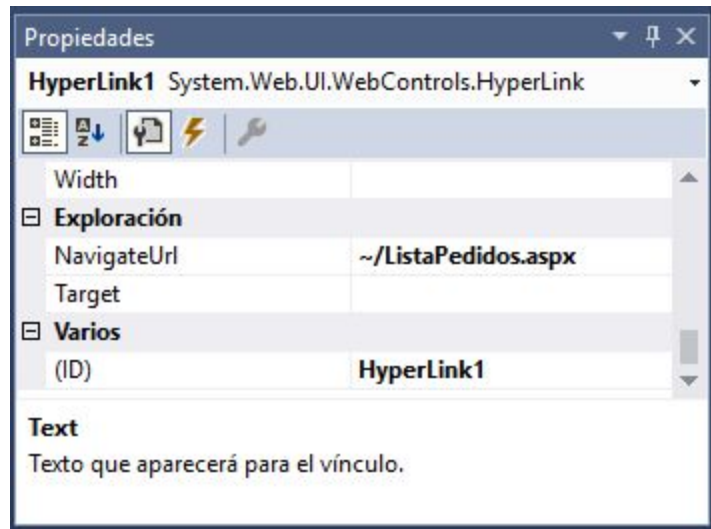 Propiedades
HyperLink1 System.Web.UI.WebControls.HyperLink
Width
Exploración
NavigateUrl ~/ListaPedidos.aspx
Target
Varios
(ID) HyperLink1
Text
Texto que aparecerá para el vínculo.